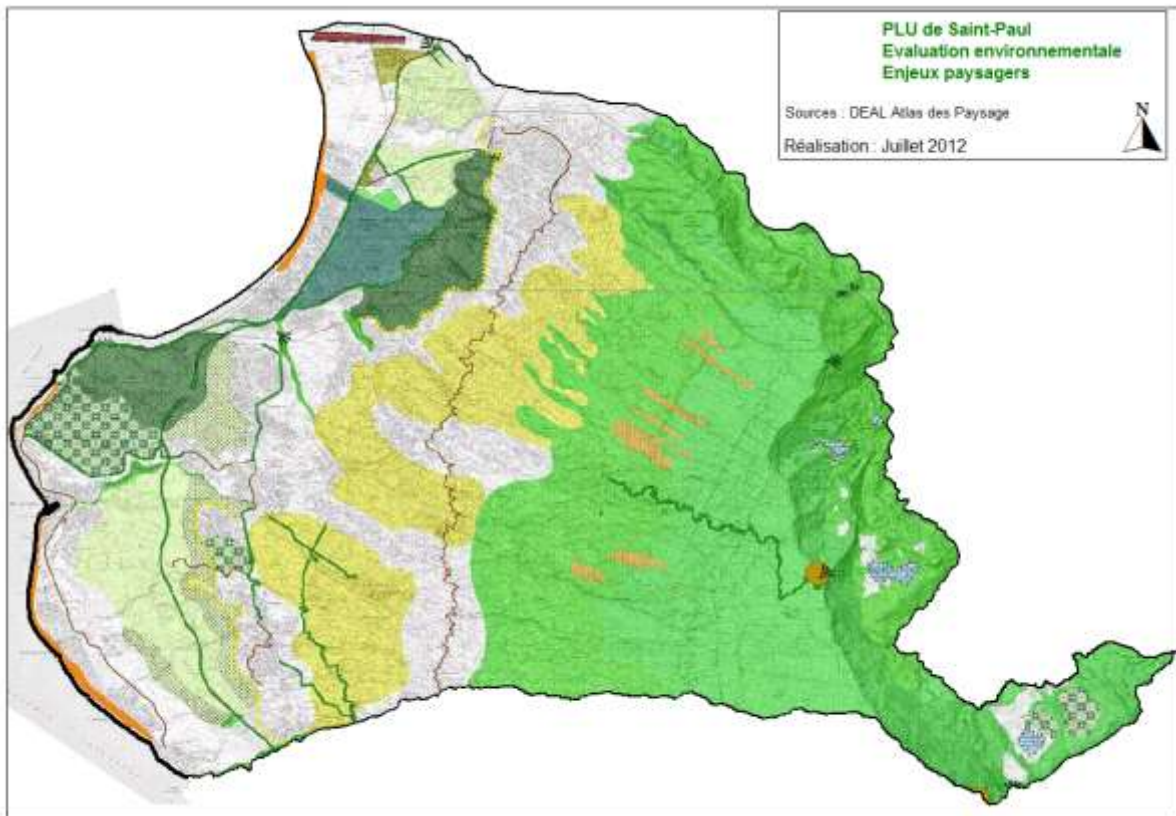 PLU de Saint-Paul
Evaluation environnementale
Enjeux paysagers
Sources : DEAL Atlas des Paysage
N
Réalisation : Juillet 2012